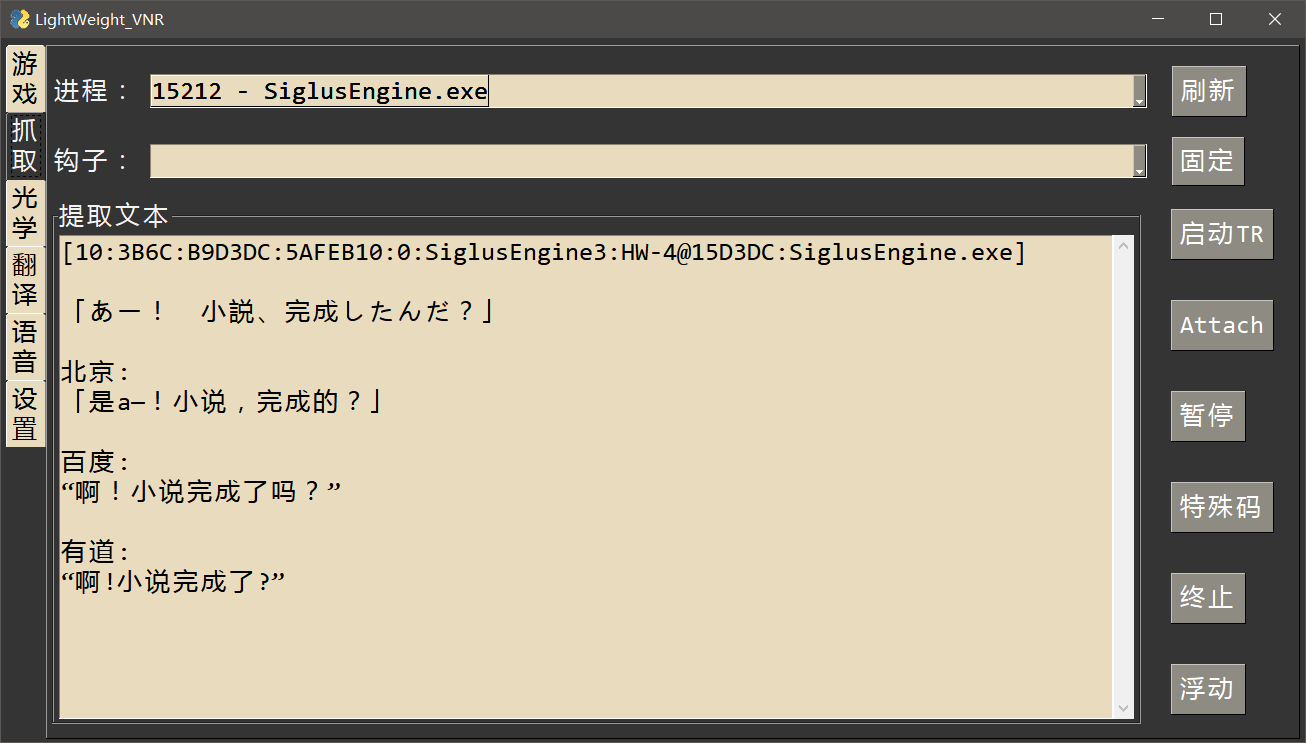 LightWeight_VNR
游戏
抓取
光学
翻译
语音
设置
进程：
15212 - SiglusEngine.exe
刷新
钩子：
固定
提取文本
[10:3B6C:B9D3DC:5AFEB10:0:SiglusEngine3:HW-4@15D3DC:SiglusEngine.exe]
「あー！　小説、完成したんだ？」
北京:
「是a—！小说，完成的？」
百度:
“啊！小说完成了吗？”
有道:
“啊!小说完成了?”
启动TR
Attach
暂停
特殊码
终止
浮动